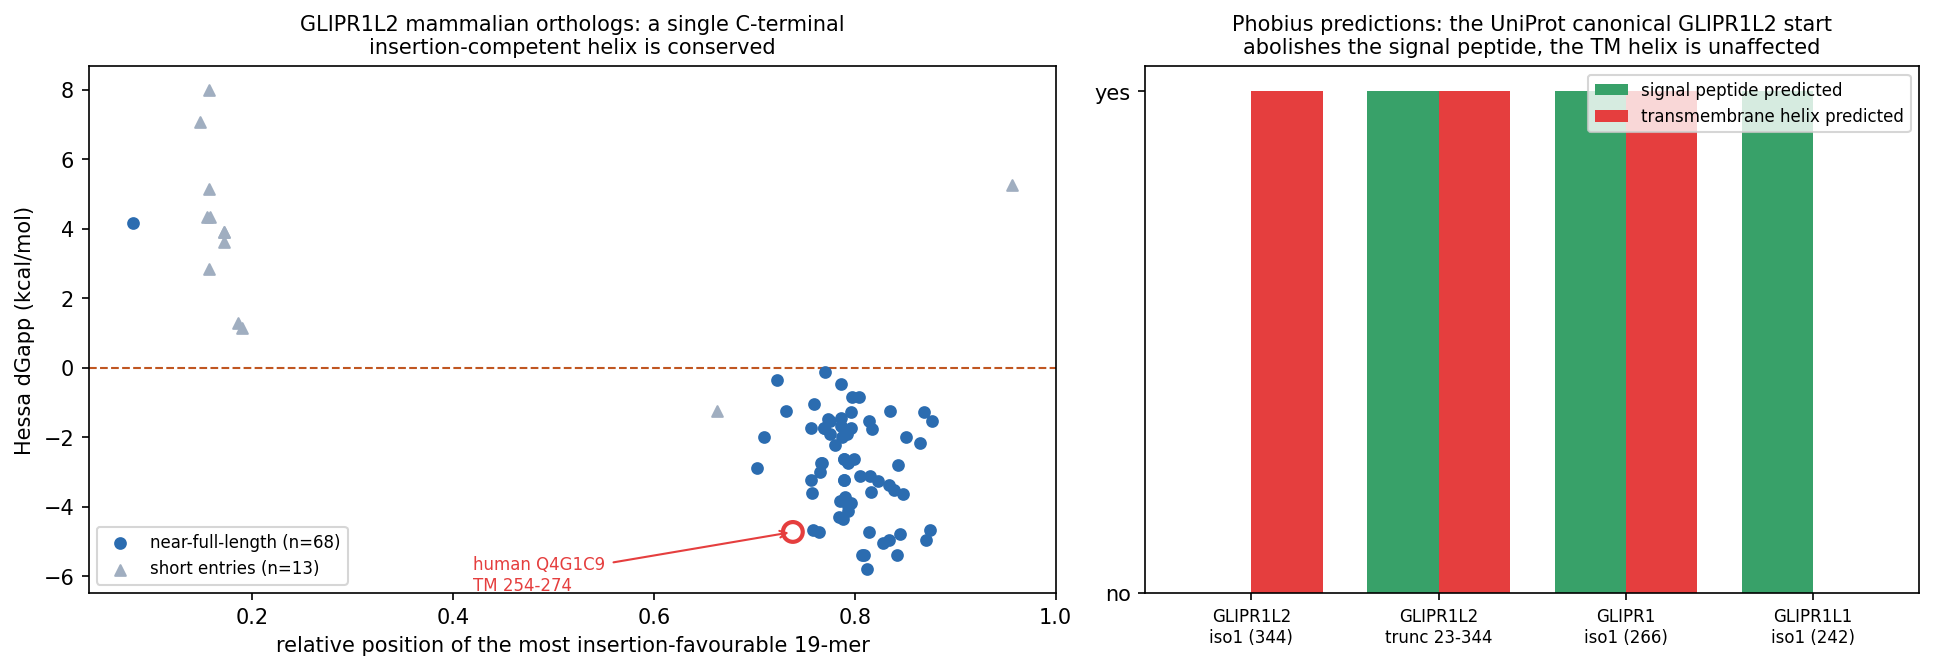 GLIPR1L2 mammalian orthologs: a single C-terminal
insertion-competent helix is conserved
Hessa dGapp (kcal/mol)
8
6
4
2
0
−2
−4
−6
near-full-length (n=68)
short entries (n=13)
human Q4G1C9
TM 254-274
0.2
0.4
0.6
0.8
1.0
relative position of the most insertion-favourable 19-mer
Phobius predictions: the UniProt canonical GLIPR1L2 start
abolishes the signal peptide, the TM helix is unaffected
yes
no
signal peptide predicted
transmembrane helix predicted
GLIPR1L2
iso1 (344)
GLIPR1L2
trunc 23-344
GLIPR1
iso1 (266)
GLIPR1L1
iso1 (242)